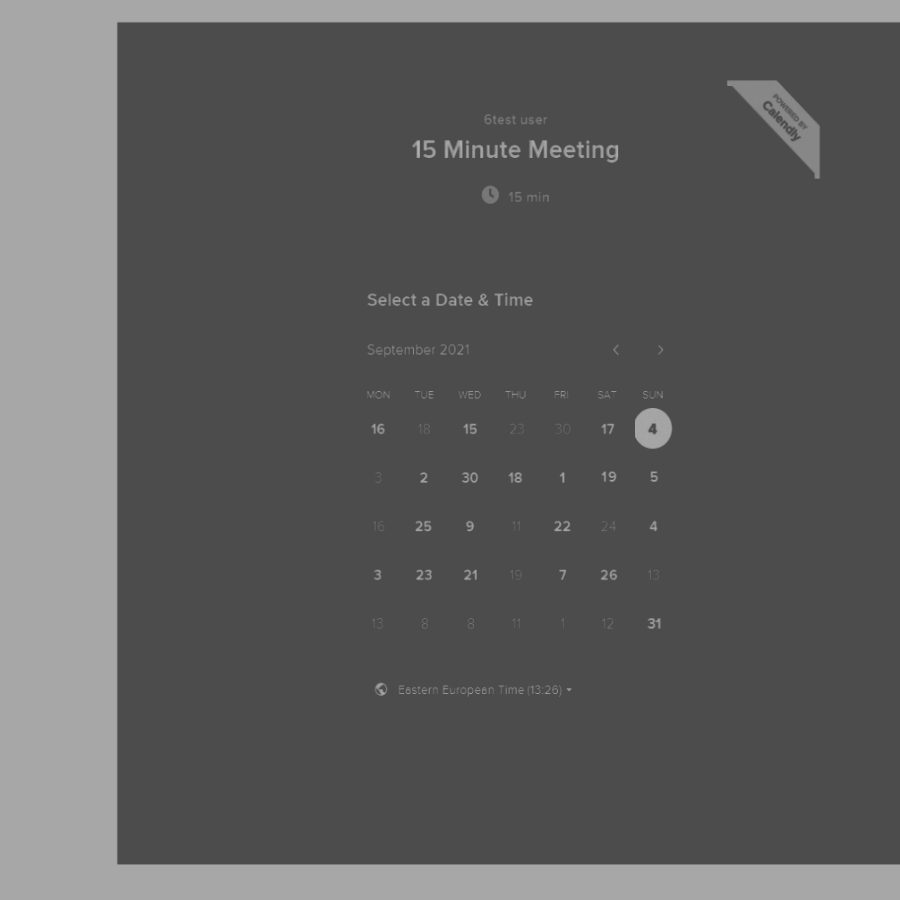 POWERED BY
Calendly
6test user
15 Minute Meeting
15 min
Select a Date & Time
September 2021
MON TUE WED THU FRI SAT SUN
16 18 15 23 30 17 4
3 2 30 18 1 19 5
16 25 9 11 22 24 4
3 23 21 19 7 26 13
13 8 8 11 1 12 31
Eastern European Time (13:26)